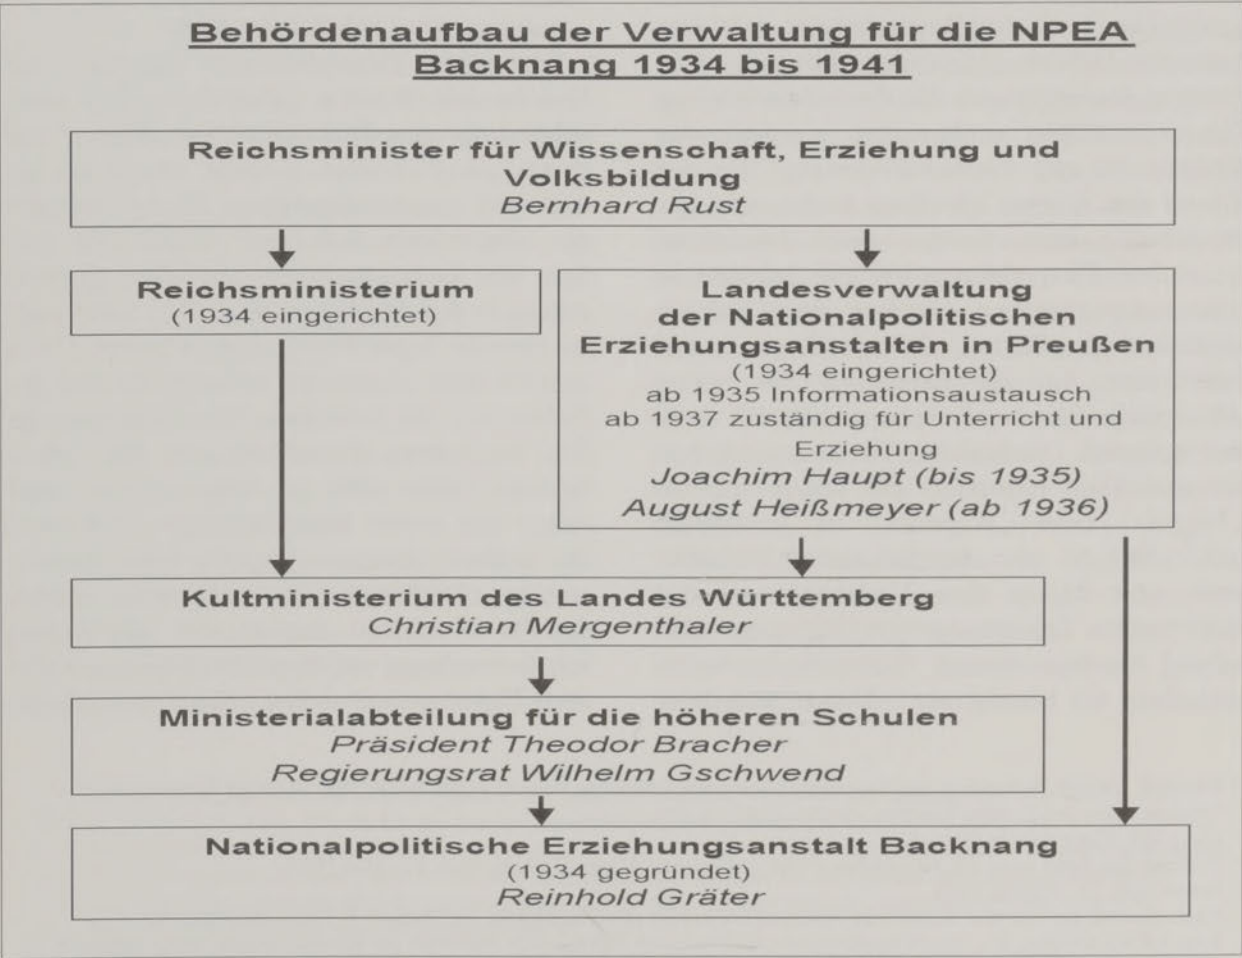 Behördenaufbau der Verwaltung für die NPEA
Backnang 1934 bis 1941
Reichsminister für Wissenschaft, Erziehung und
Volksbildung
Bernhard Rust
Reichsministerium
(1934 eingerichtet)
Landesverwaltung
der Nationalpolitischen
Erziehungsanstalten in Preußen
(1934 eingerichtet)
ab 1935 Informationsaustausch
ab 1937 zuständig für Unterricht und
Erziehung
Joachim Haupt (bis 1935)
August Heißmeyer (ab 1936)
Kultministerium des Landes Württemberg
Christian Mergenthaler
Ministerialabteilung für die höheren Schulen
Präsident Theodor Bracher
Regierungsrat Wilhelm Gschwend
Nationalpolitische Erziehungsanstalt Backnang
(1934 gegründet)
Reinhold Gräter